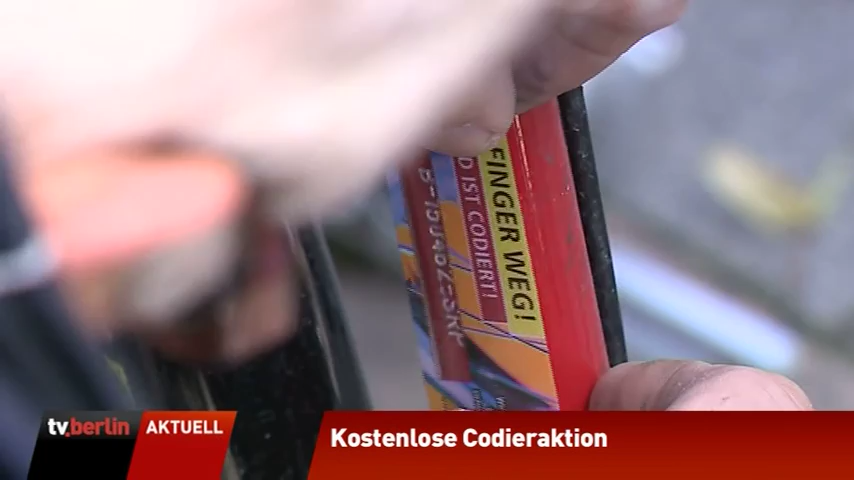 FINGER WEG!
D IST CODIERT!
tv.berlin
AKTUELL
Kostenlose Codieraktion